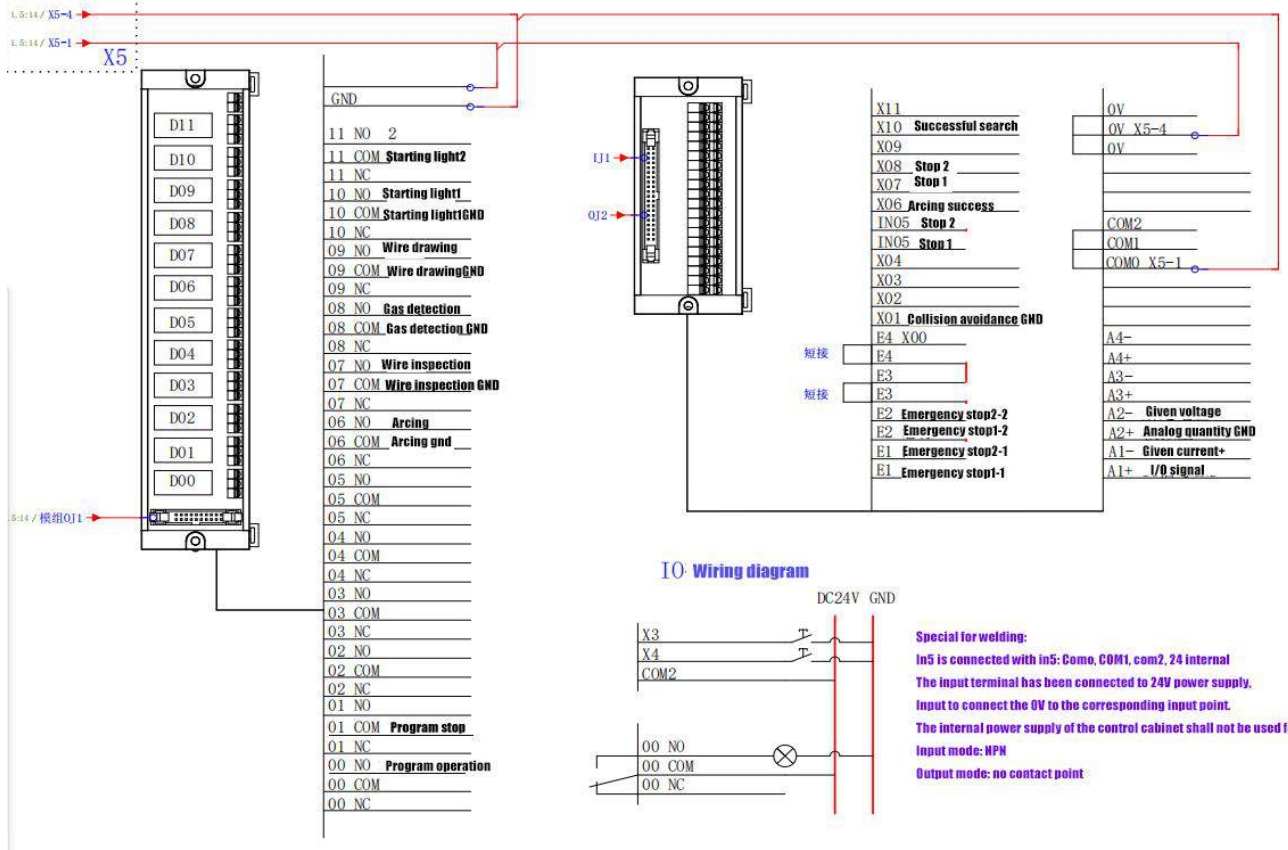 1.5:14 / X5-4
1.5:14 / X5-1
X5
D11
D10
D09
D08
D07
D06
D05
D04
D03
D02
D01
D00
5:14 / 模组OJ1
GND
11 NO 2
11 COM Starting light2
11 NC
10 NO Starting light1
10 COM Starting light1GND
10 NC
09 NO Wire drawing
09 COM Wire drawingGND
09 NC
08 NO Gas detection
08 COM Gas detection GND
08 NC
07 NO Wire inspection
07 COM Wire inspection GND
07 NC
06 NO Arcing
06 COM Arcing gnd
06 NC
05 NO
05 COM
05 NC
04 NO
04 COM
04 NC
03 NO
03 COM
03 NC
02 NO
02 COM
02 NC
01 NO
01 COM Program stop
01 NC
00 NO Program operation
00 COM
00 NC
IJ1
OJ2
X11
X10 Successful search
X09
X08 Stop 2
X07 Stop 1
X06 Arcing success
IN05 Stop 2
IN05 Stop 1
X04
X03
X02
X01 Collision avoidance GND
E4 X00
短接
E4
E3
短接
E3
E2 Emergency stop2-2
E2 Emergency stop1-2
E1 Emergency stop2-1
E1 Emergency stop1-1
0V
0V X5-4
0V
COM2
COM1
COM0 X5-1
A4-
A4+
A3-
A3+
A2- Given voltage
A2+ Analog quantity GND
A1- Given current+
A1+ I/O signal
IO Wiring diagram
DC24V GND
X3
X4
COM2
00 NO
00 COM
00 NC
Special for welding:
In5 is connected with in5: Como, COM1, com2, 24 internal
The input terminal has been connected to 24V power supply,
Input to connect the 0V to the corresponding input point.
The internal power supply of the control cabinet shall not be used f
Input mode: NPN
Output mode: no contact point